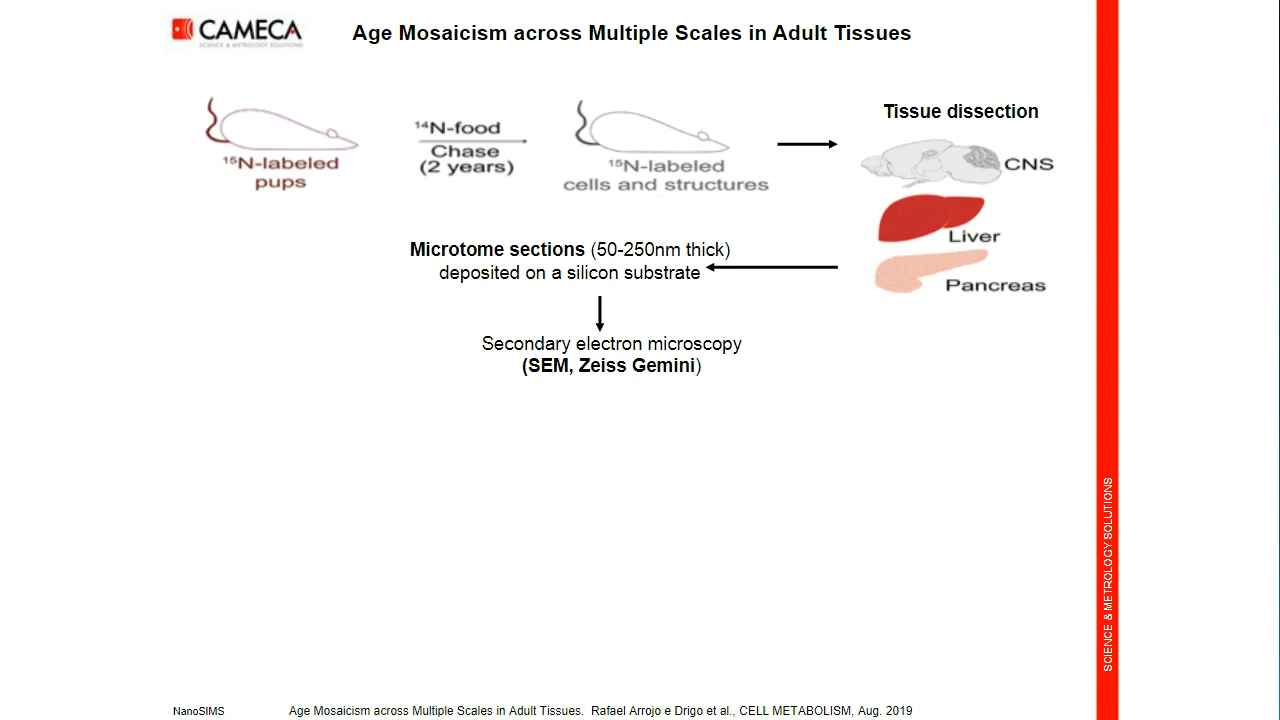 CAMECA
SCIENCE & METROLOGY SOLUTIONS
Age Mosaicism across Multiple Scales in Adult Tissues
¹⁵N-labeled
pups
¹⁴N-food
Chase
(2 years)
¹⁵N-labeled
cells and structures
Tissue dissection
CNS
Liver
Pancreas
Microtome sections (50-250nm thick)
deposited on a silicon substrate
Secondary electron microscopy
(SEM, Zeiss Gemini)
SCIENCE & METROLOGY SOLUTIONS
NanoSIMS
Age Mosaicism across Multiple Scales in Adult Tissues. Rafael Arrojo e Drigo et al., CELL METABOLISM, Aug. 2019